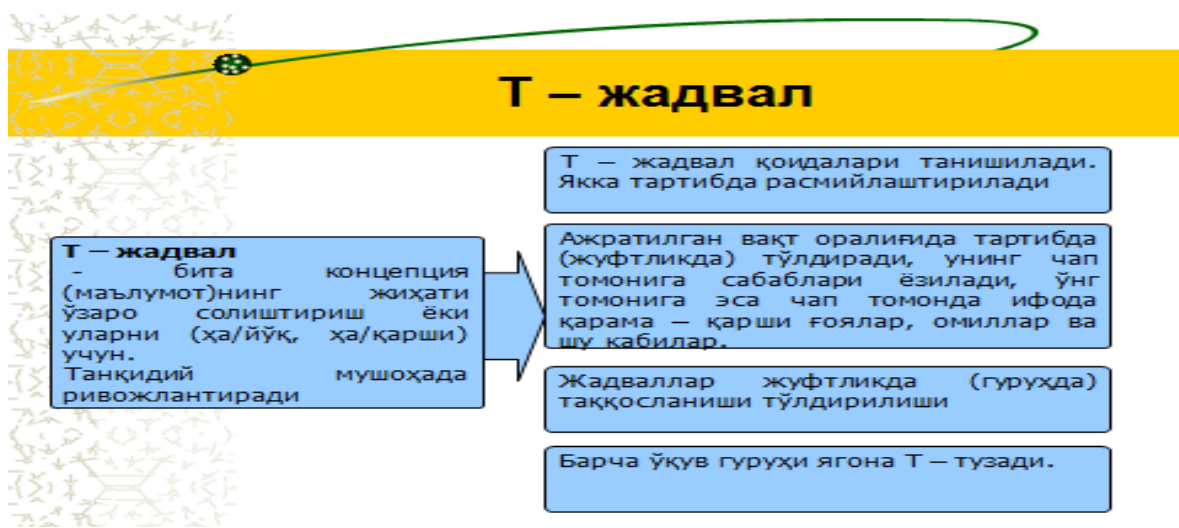 Т – жадвал
Т – жадвал
- бита концепция
(маълумот)нинг жиҳати
ўзаро солиштириш ёки
уларни (ҳа/йўқ, ҳа/қарши)
учун.
Танқидий мушоҳада
ривожлантиради
Т – жадвал қоидалари танишилади.
Якка тартибда расмийлаштирилади
Ажратилган вақт оралиғида тартибда
(жуфтликда) тўлдиради, унинг чап
томонига сабаблари ёзилади, ўнг
томонига эса чап томонда ифода
қарама – қарши ғоялар, омиллар ва
шу кабилар.
Жадваллар жуфтликда (гуруҳда)
таққосланиши тўлдирилиши
Барча ўқув гуруҳи ягона Т – тузади.